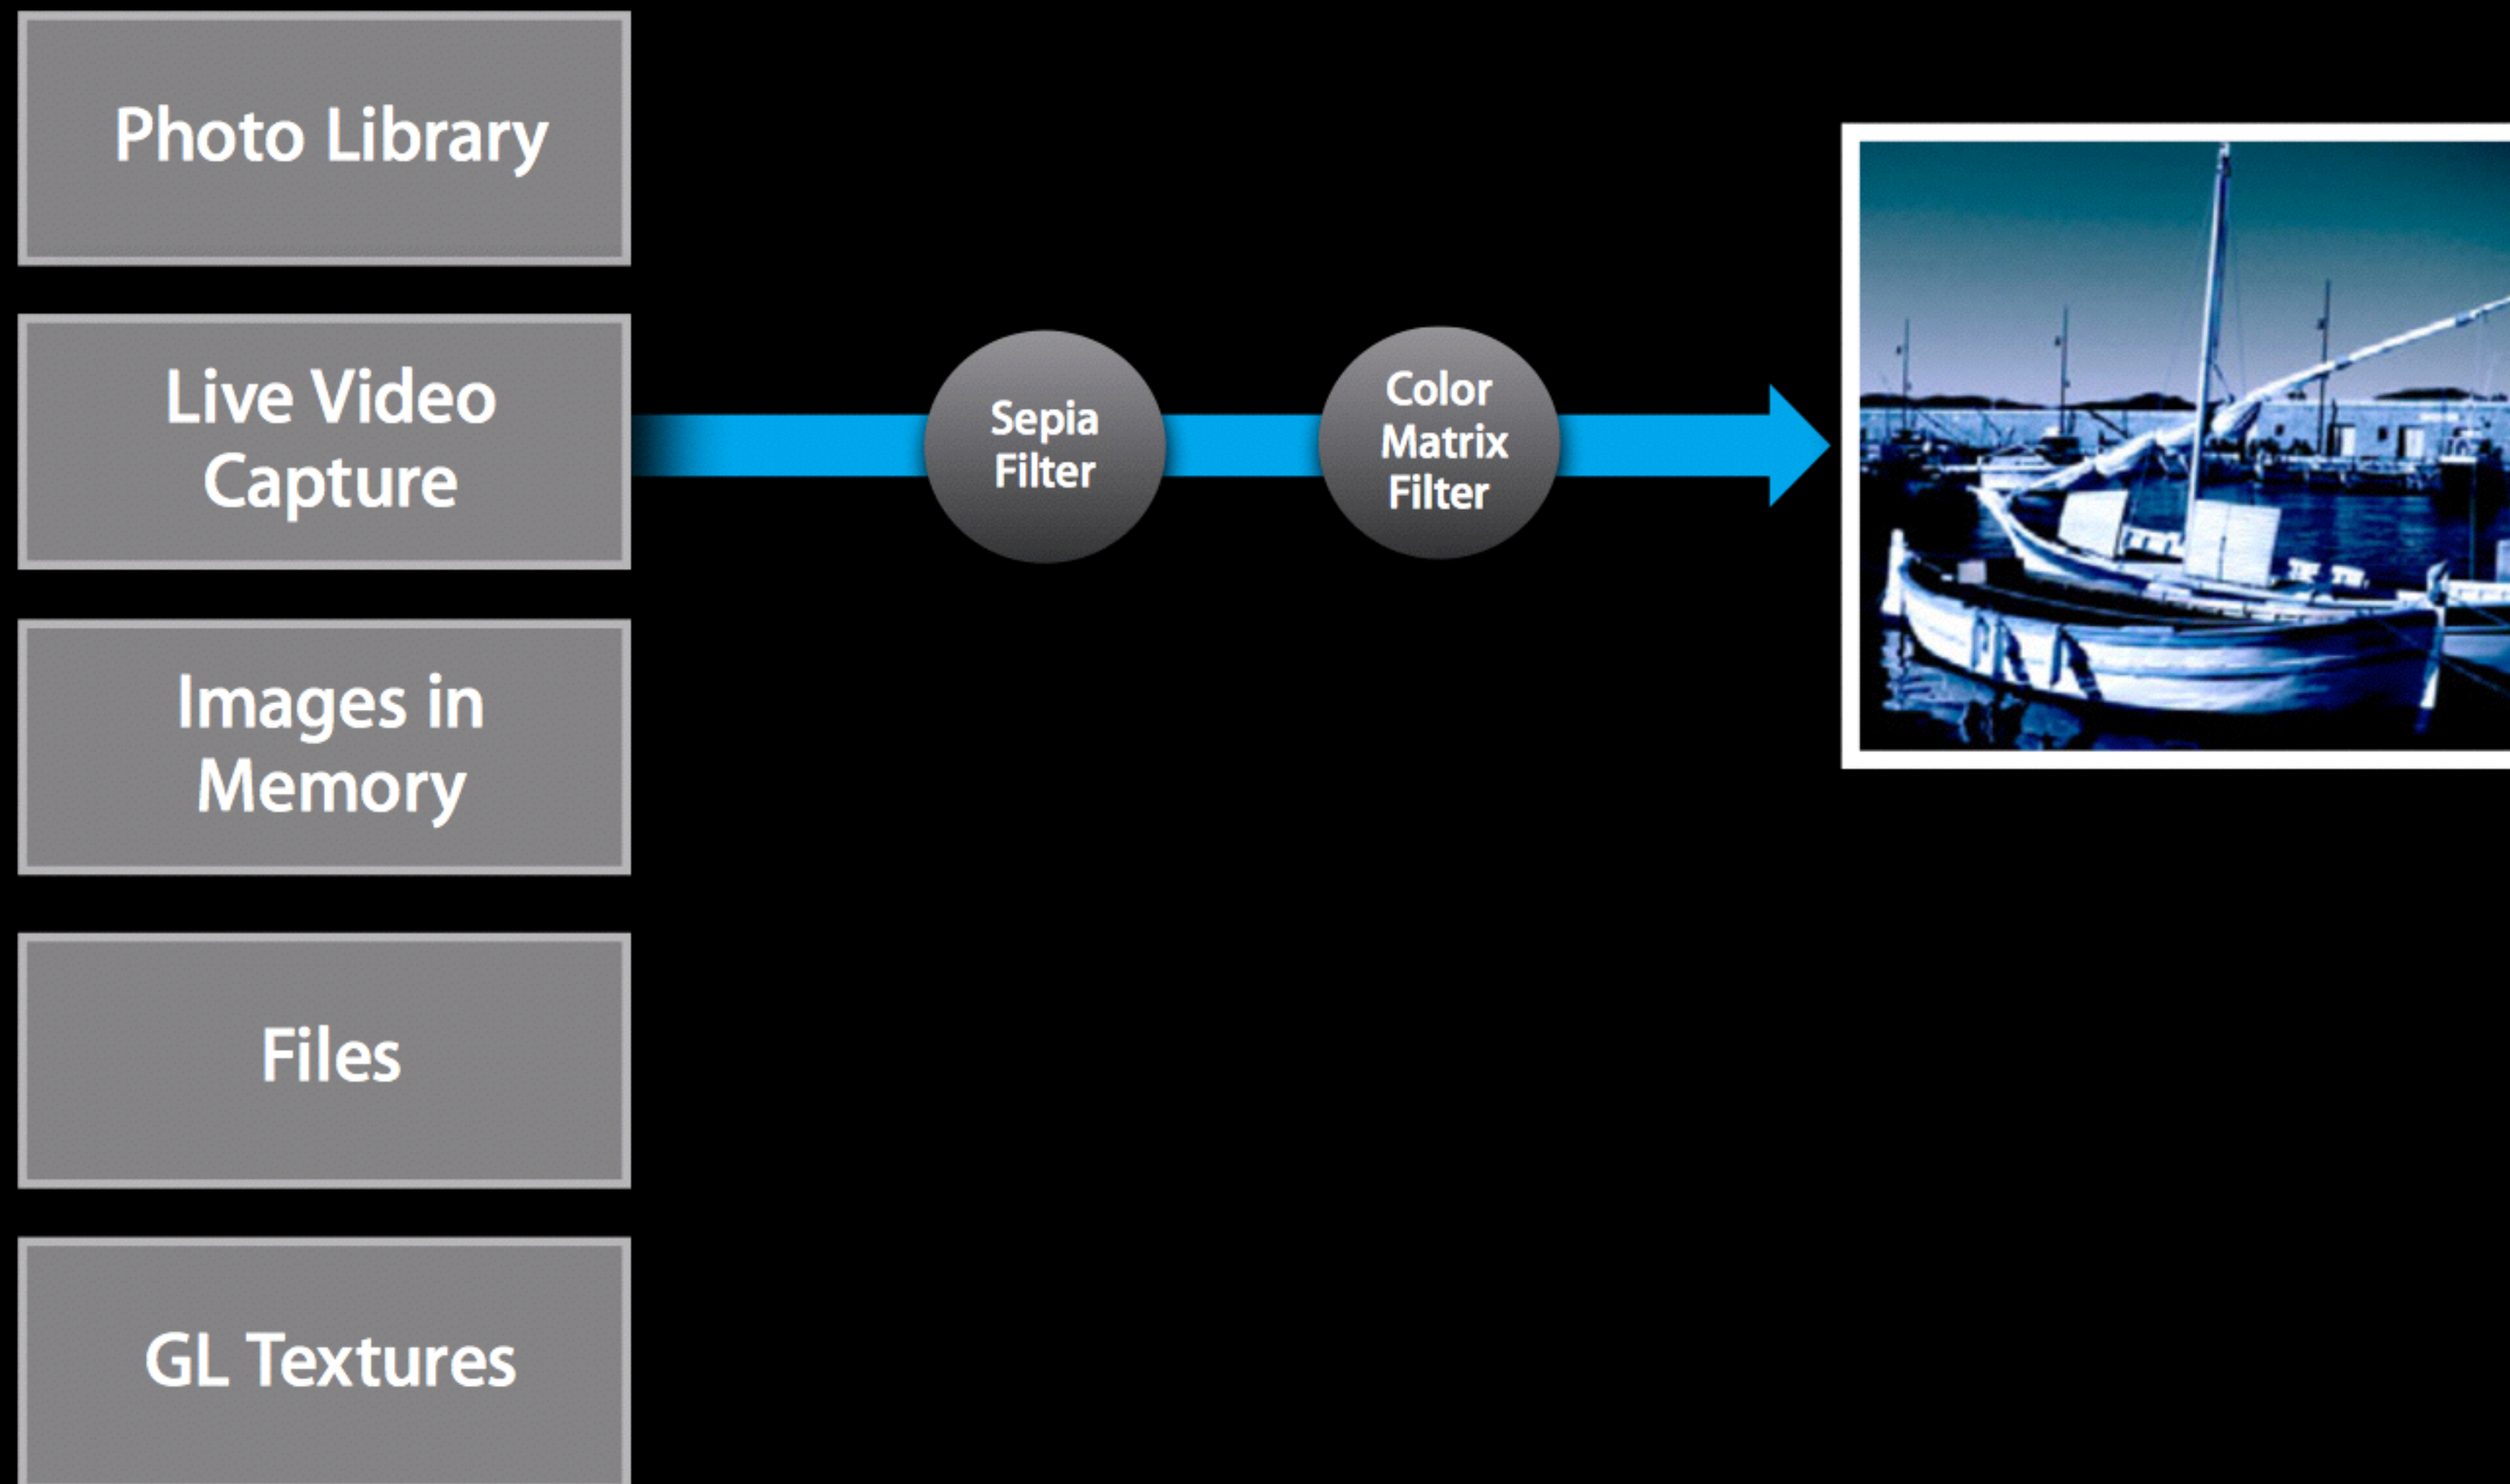 Photo Library
Live Video
Capture
Sepia
Filter
Color
Matrix
Filter
Images in
Memory
Files
GL Textures